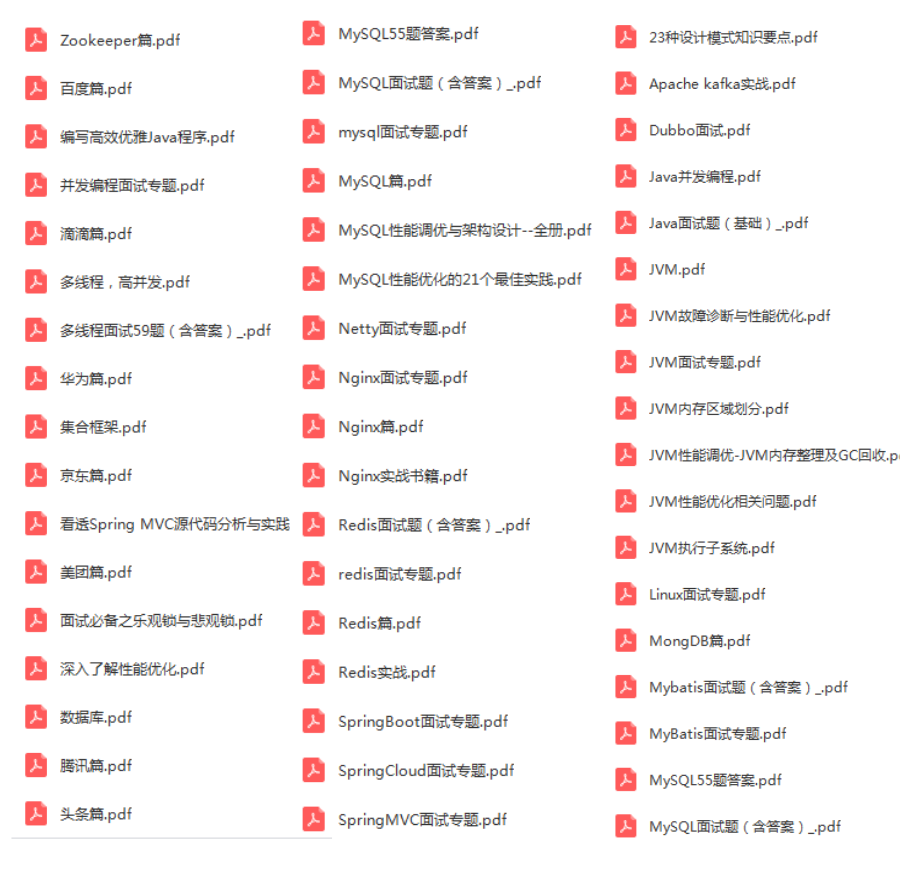 Zookeeper篇.pdf
百度篇.pdf
编写高效优雅Java程序.pdf
并发编程面试专题.pdf
滴滴篇.pdf
多线程，高并发.pdf
多线程面试59题（含答案）_.pdf
华为篇.pdf
集合框架.pdf
京东篇.pdf
看透Spring MVC源代码分析与实践
美团篇.pdf
面试必备之乐观锁与悲观锁.pdf
深入了解性能优化.pdf
数据库.pdf
腾讯篇.pdf
头条篇.pdf
MySQL55题答案.pdf
MySQL面试题（含答案）_.pdf
mysql面试专题.pdf
MySQL篇.pdf
MySQL性能调优与架构设计--全册.pdf
MySQL性能优化的21个最佳实践.pdf
Netty面试专题.pdf
Nginx面试专题.pdf
Nginx篇.pdf
Nginx实战书籍.pdf
Redis面试题（含答案）_.pdf
redis面试专题.pdf
Redis篇.pdf
Redis实战.pdf
SpringBoot面试专题.pdf
SpringCloud面试专题.pdf
SpringMVC面试专题.pdf
23种设计模式知识要点.pdf
Apache kafka实战.pdf
Dubbo面试.pdf
Java并发编程.pdf
Java面试题（基础）_.pdf
JVM.pdf
JVM故障诊断与性能优化.pdf
JVM面试专题.pdf
JVM内存区域划分.pdf
JVM性能调优-JVM内存整理及GC回收.p
JVM性能优化相关问题.pdf
JVM执行子系统.pdf
Linux面试专题.pdf
MongDB篇.pdf
Mybatis面试题（含答案）_.pdf
MyBatis面试专题.pdf
MySQL55题答案.pdf
MySQL面试题（含答案）_.pdf